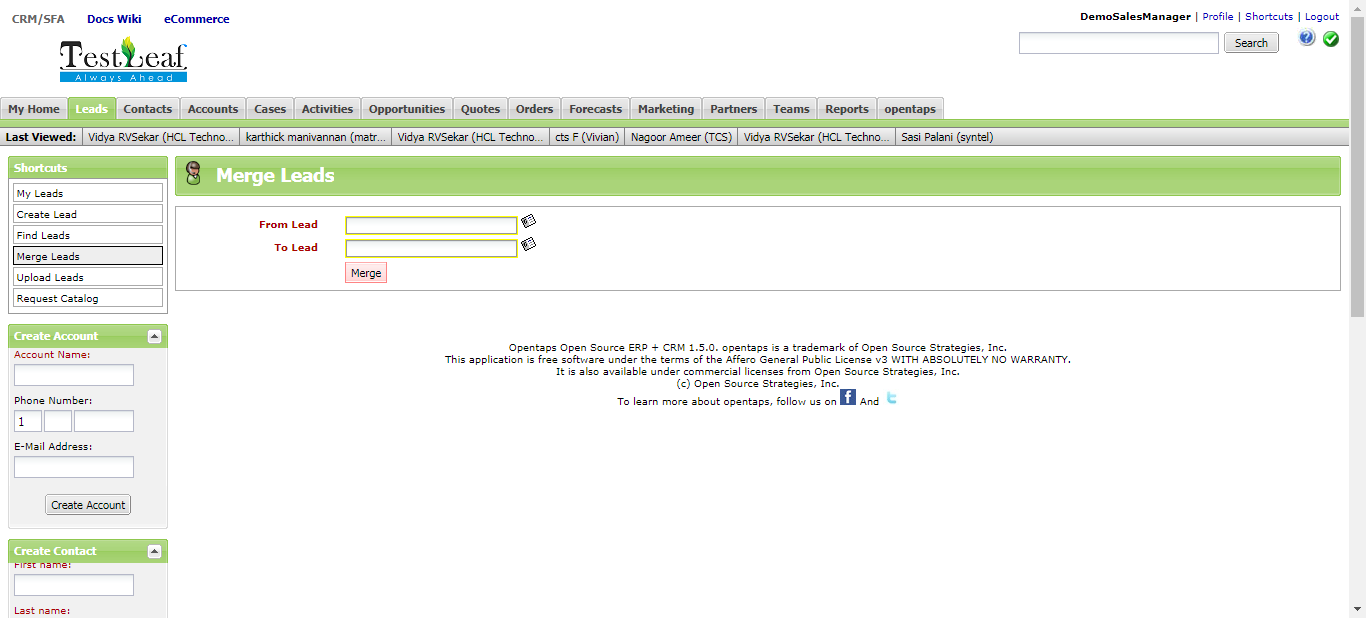 CRM/SFA Docs Wiki eCommerce
DemoSalesManager | Profile | Shortcuts | Logout
TestLeaf
Always Ahead
Search
My Home Leads Contacts Accounts Cases Activities Opportunities Quotes Orders Forecasts Marketing Partners Teams Reports opentaps
Last Viewed: Vidya RVSekar (HCL Techno... karthick manivannan (matr... Vidya RVSekar (HCL Techno... cts F (Vivian) Nagoor Ameer (TCS) Vidya RVSekar (HCL Techno... Sasi Palani (syntel)
Shortcuts
My Leads
Create Lead
Find Leads
Merge Leads
Upload Leads
Request Catalog
Merge Leads
From Lead
To Lead
Merge
Create Account
Account Name:
Phone Number:
1
E-Mail Address:
Create Account
Create Contact
First name:
Last name:
Opentaps Open Source ERP + CRM 1.5.0. opentaps is a trademark of Open Source Strategies, Inc.
This application is free software under the terms of the Affero General Public License v3 WITH ABSOLUTELY NO WARRANTY.
It is also available under commercial licenses from Open Source Strategies, Inc.
(c) Open Source Strategies, Inc.
To learn more about opentaps, follow us on f And t